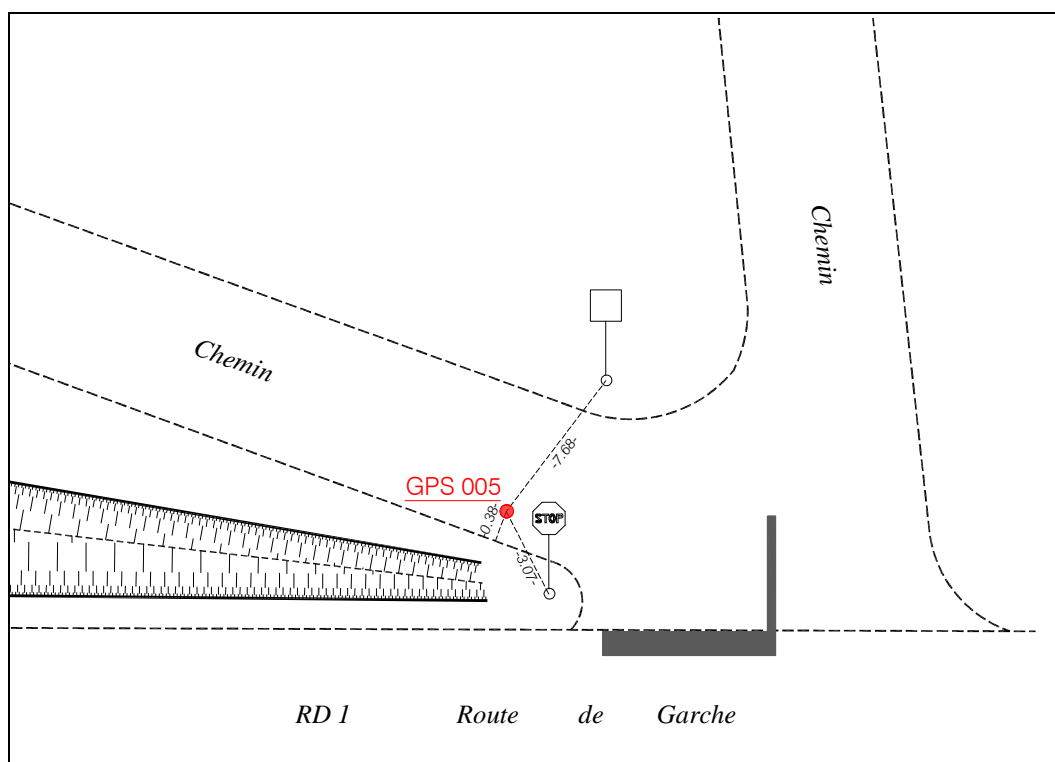 Chemin
Chemin
-7.68-
GPS 005
-0.38-
STOP
-3.07-
RD 1 Route de Garche